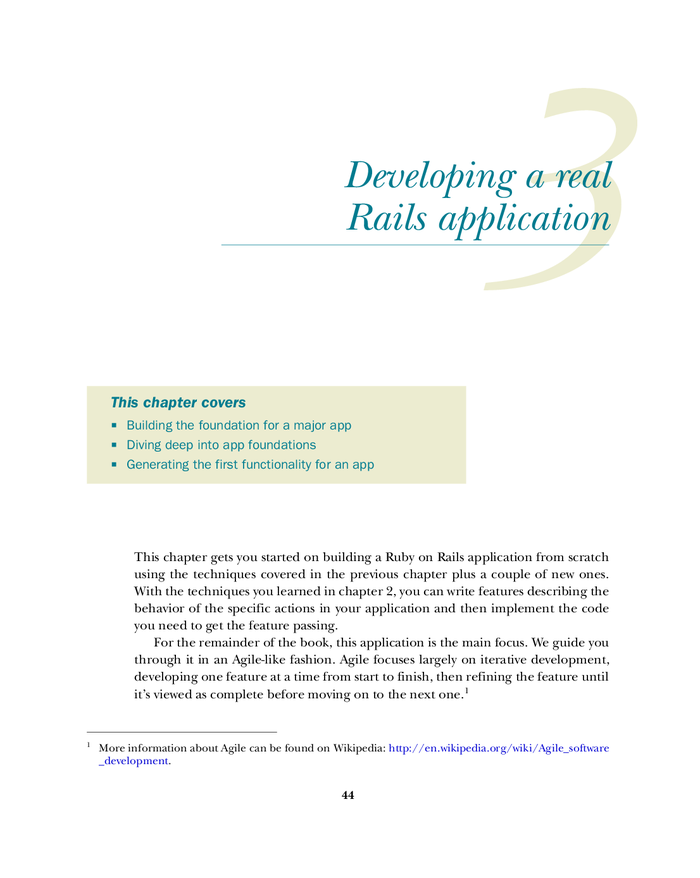 3
Developing a real
Rails application
This chapter covers
▪ Building the foundation for a major app
▪ Diving deep into app foundations
▪ Generating the first functionality for an app
This chapter gets you started on building a Ruby on Rails application from scratch
using the techniques covered in the previous chapter plus a couple of new ones.
With the techniques you learned in chapter 2, you can write features describing the
behavior of the specific actions in your application and then implement the code
you need to get the feature passing.
For the remainder of the book, this application is the main focus. We guide you
through it in an Agile-like fashion. Agile focuses largely on iterative development,
developing one feature at a time from start to finish, then refining the feature until
it’s viewed as complete before moving on to the next one.1
1 More information about Agile can be found on Wikipedia: http://en.wikipedia.org/wiki/Agile_software
_development.
44